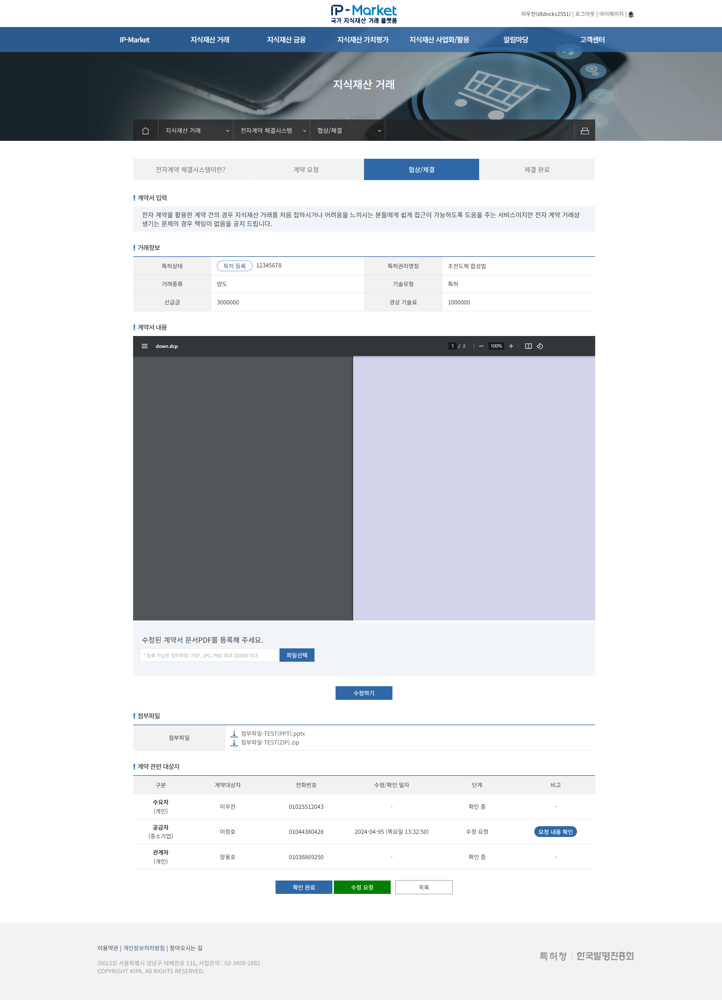 IP-Market
국가 지식재산 거래 플랫폼
이우찬(dldncks2551) | 로그아웃 | 마이페이지 |
IP-Market 지식재산 거래 지식재산 금융 지식재산 가치평가 지식재산 사업화/활용 알림마당 고객센터
지식재산 거래
지식재산 거래 전자계약 체결시스템 협상/체결
전자계약 체결시스템이란? 계약 요청 협상/체결 체결 완료
계약서 입력
전자 계약을 활용한 계약 건의 경우 지식재산 거래를 처음 접하시거나 어려움을 느끼시는 분들에게 쉽게 접근이 가능하도록 도움을 주는 서비스이지만 전자 계약 거래상
생기는 문제의 경우 책임이 없음을 공지 드립니다.
거래정보
특허상태 특허 등록 12345678 특허권리명칭 초전도체 합성법
거래종류 양도 기술유형 특허
선급금 3000000 경상 기술료 1000000
계약서 내용
down.dcp 1 / 2 100%
수정된 계약서 문서PDF를 등록해 주세요.
* 등록 가능한 첨부파일 : PDF, JPG, PNG 최대 100MB 이내 파일선택
수정하기
첨부파일
첨부파일 첨부파일-TEST(PPT).pptx
첨부파일-TEST(ZIP).zip
계약 관련 대상자
구분 계약대상자 전화번호 수정/확인 일자 단계 비고
수요자
(개인) 이우찬 01025512043 - 확인 중 -
공급자
(중소기업) 이정호 01044380428 2024-04-95 (목요일 13:32:50) 수정 요청 요청 내용 확인
관계자
(개인) 장용호 01036869250 - 확인 중 -
확인 완료 수정 요청 목록
이용약관 | 개인정보처리방침 | 찾아오시는 길
(06133) 서울특별시 강남구 테헤란로 131, 사업문의 : 02-3459-2882
COPYRIGHT KIPA. All RIGHTS RESERVED.
특허청 | 한국발명진흥회